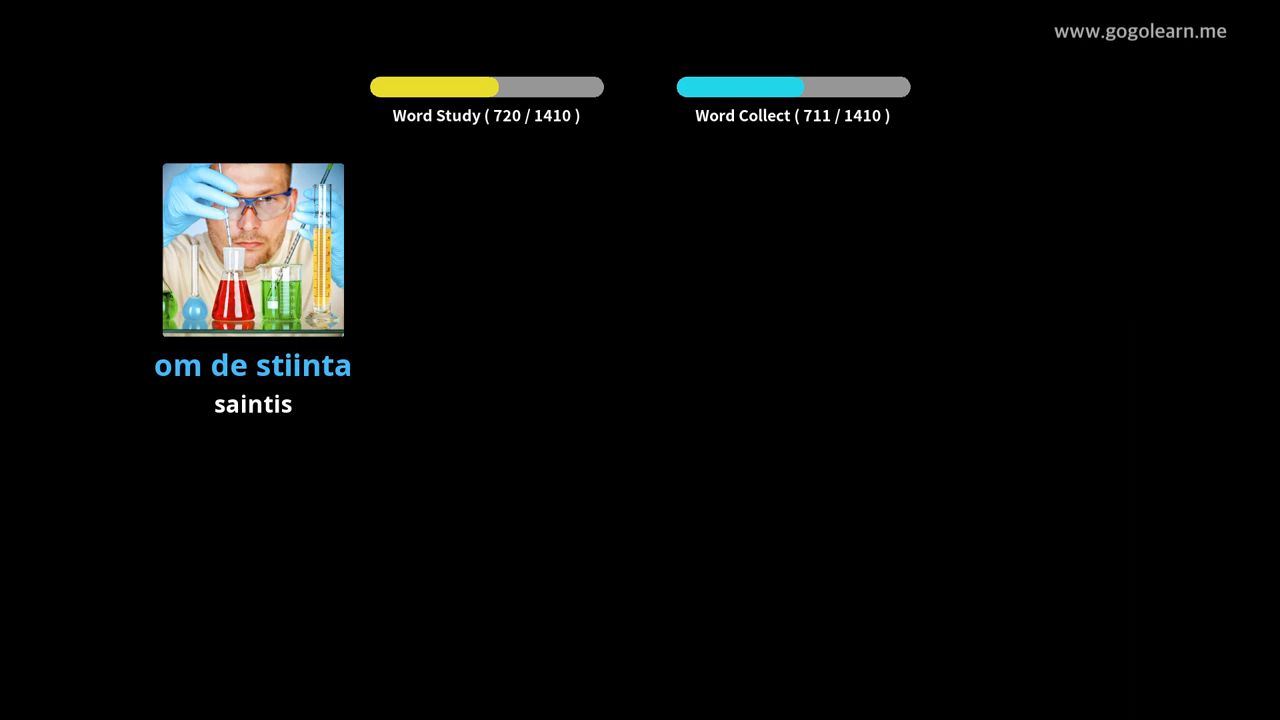 www.gogolearn.me
Word Study ( 720 / 1410 )
Word Collect ( 711 / 1410 )
om de stiinta
saintis